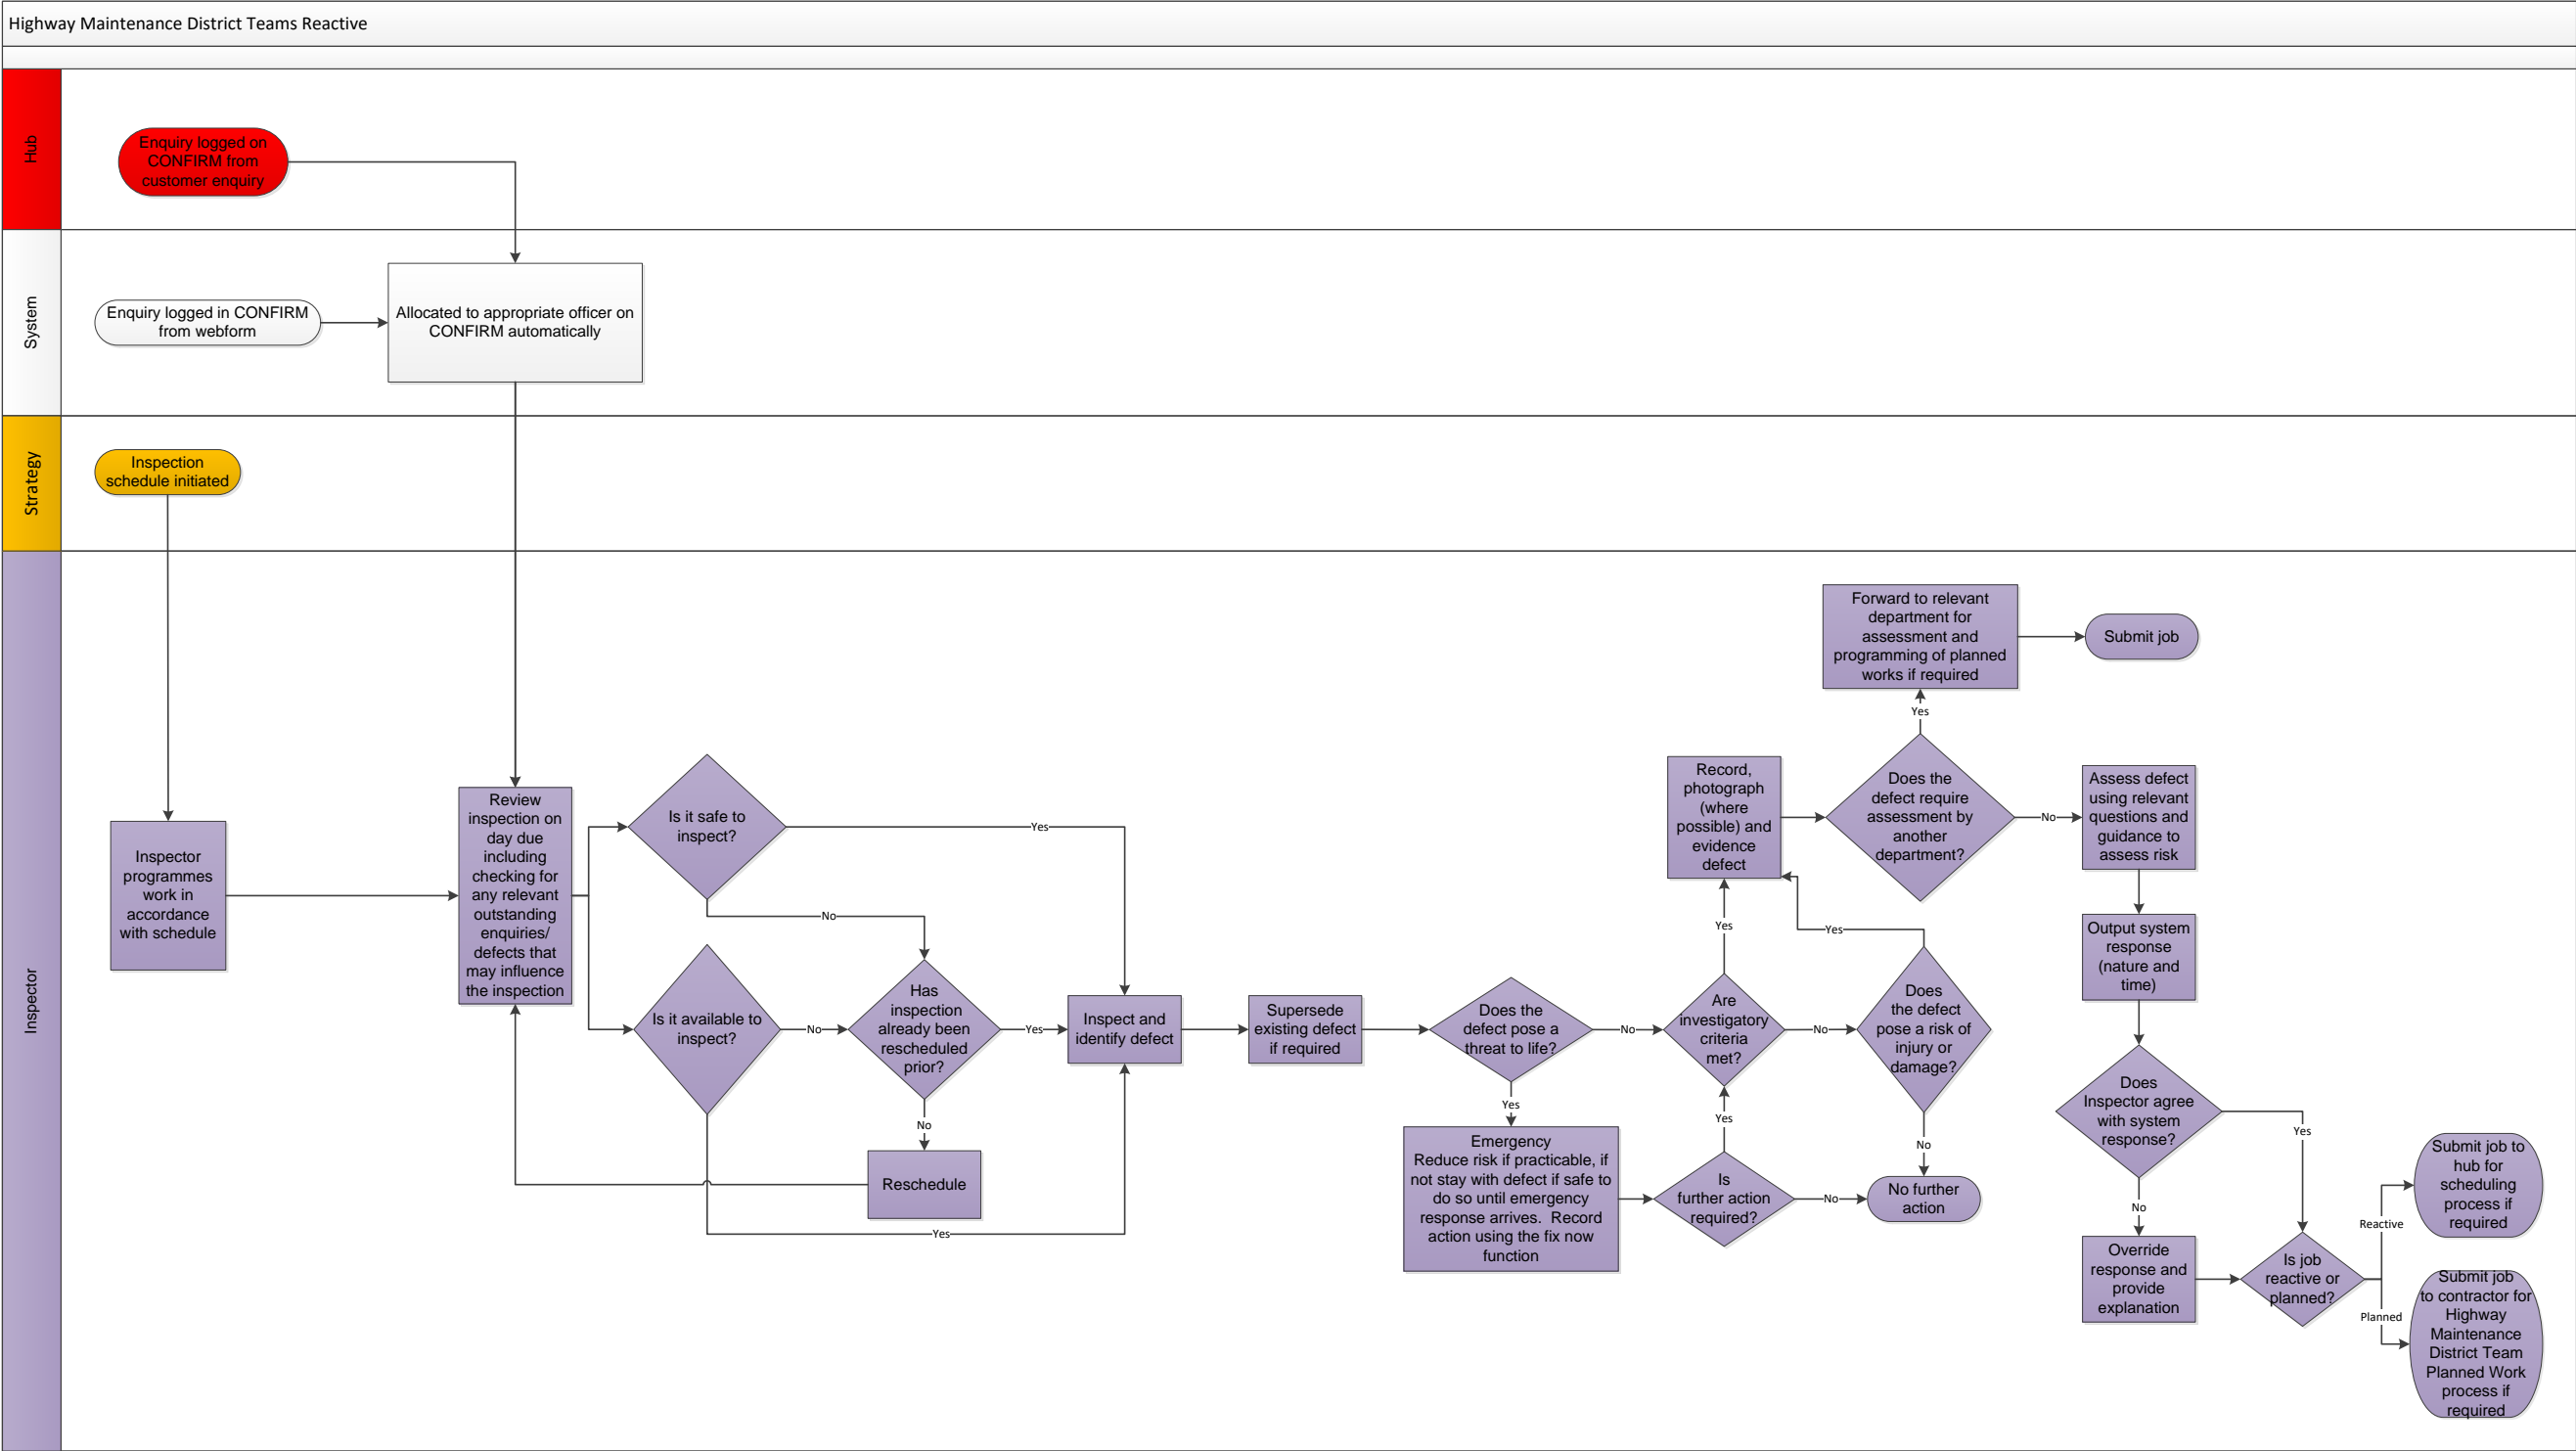 Highway Maintenance District Teams Reactive
Hub
Enquiry logged on
CONFIRM from
customer enquiry
System
Enquiry logged in CONFIRM
from webform
Allocated to appropriate officer on
CONFIRM automatically
Strategy
Inspection
schedule initiated
Inspector
Inspector
programmes
work in
accordance
with schedule
Review
inspection on
day due
including
checking for
any relevant
outstanding
enquiries/
defects that
may influence
the inspection
Is it safe to
inspect?
Yes
No
Is it available to
inspect?
No
Yes
Has
inspection
already been
rescheduled
prior?
Yes
No
Reschedule
Inspect and
identify defect
Supersede
existing defect
if required
Does the
defect pose a
threat to life?
No
Yes
Emergency
Reduce risk if practicable, if
not stay with defect if safe to
do so until emergency
response arrives.  Record
action using the fix now
function
Is
further action
required?
Yes
No
Are
investigatory
criteria
met?
Yes
No
Does
the defect
pose a risk of
injury or
damage?
Yes
No
No further
action
Record,
photograph
(where
possible) and
evidence
defect
Does the
defect require
assessment by
another
department?
Yes
No
Forward to relevant
department for
assessment and
programming of planned
works if required
Submit job
Assess defect
using relevant
questions and
guidance to
assess risk
Output system
response
(nature and
time)
Does
Inspector agree
with system
response?
Yes
No
Override
response and
provide
explanation
Is job
reactive or
planned?
Reactive
Planned
Submit job to
hub for
scheduling
process if
required
Submit job
to contractor for
Highway
Maintenance
District Team
Planned Work
process if
required